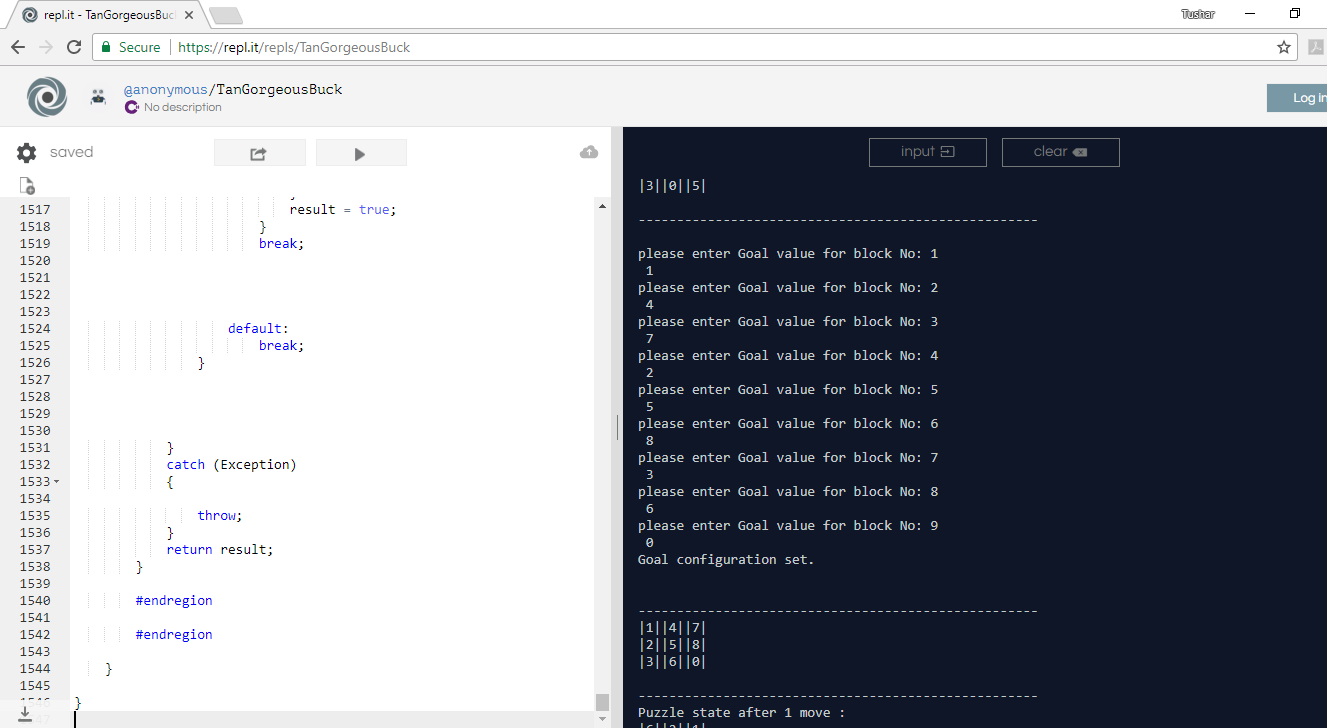 repl.it - TanGorgeousBuc
Tushar
Secure https://repl.it/repls/TanGorgeousBuck
@anonymous/TanGorgeousBuck
No description
Log in
saved
1517 result = true;
1518 }
1519 break;
1520
1521
1522
1523
1524 default:
1525 break;
1526 }
1527
1528
1529
1530
1531 }
1532 catch (Exception)
1533 {
1534
1535 throw;
1536 }
1537 return result;
1538 }
1539
1540 #endregion
1541
1542 #endregion
1543
1544 }
1545
1546 }
input
clear
|3||0||5|
----------------------------------------------------
please enter Goal value for block No: 1
1
please enter Goal value for block No: 2
4
please enter Goal value for block No: 3
7
please enter Goal value for block No: 4
2
please enter Goal value for block No: 5
5
please enter Goal value for block No: 6
8
please enter Goal value for block No: 7
3
please enter Goal value for block No: 8
6
please enter Goal value for block No: 9
0
Goal configuration set.
----------------------------------------------------
|1||4||7|
|2||5||8|
|3||6||0|
----------------------------------------------------
Puzzle state after 1 move :